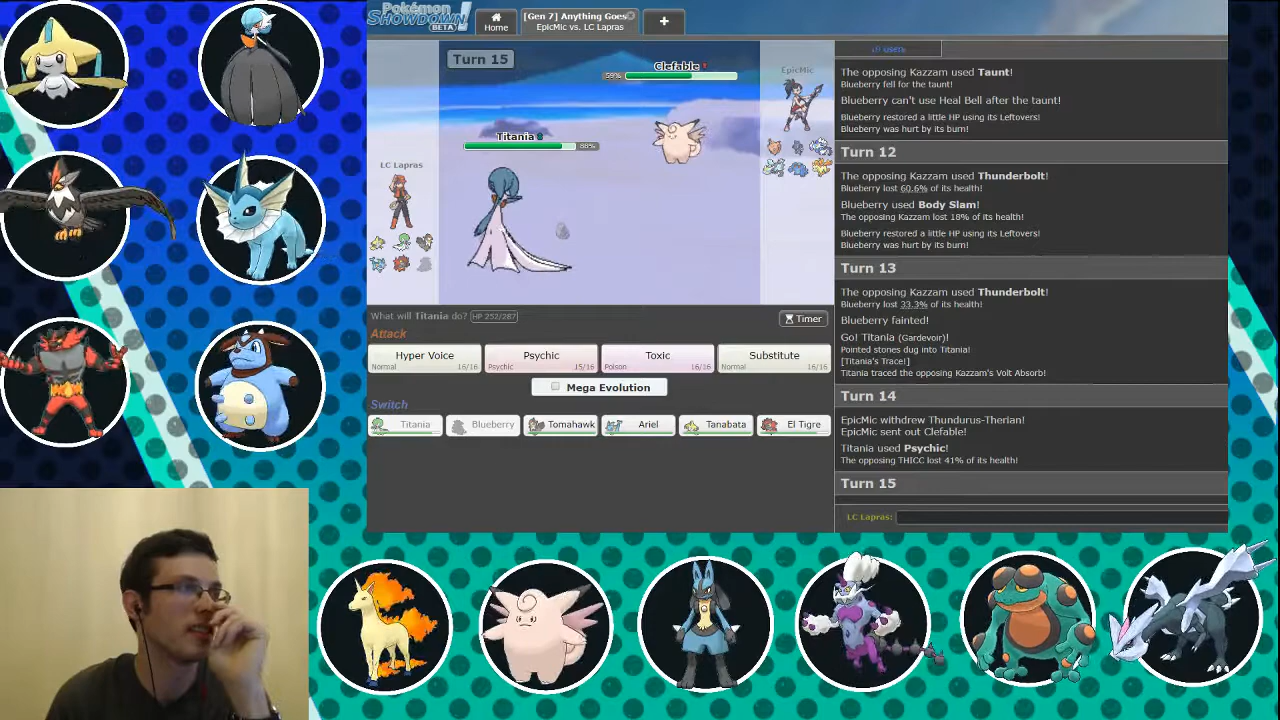 Pokémon
SHOWDOWN!
BETA
Home
[Gen 7] Anything Goes
EpicMic vs. LC Lapras
+
Turn 15
Clefable
59%
Titania
88%
LC Lapras
EpicMic
users
The opposing Kazzam used Taunt!
Blueberry fell for the taunt!
Blueberry can't use Heal Bell after the taunt!
Blueberry restored a little HP using its Leftovers!
Blueberry was hurt by its burn!
Turn 12
The opposing Kazzam used Thunderbolt!
Blueberry lost 60.6% of its health!
Blueberry used Body Slam!
The opposing Kazzam lost 18% of its health!
Blueberry restored a little HP using its Leftovers!
Blueberry was hurt by its burn!
Turn 13
The opposing Kazzam used Thunderbolt!
Blueberry lost 33.3% of its health!
Blueberry fainted!
Go! Titania (Gardevoir)!
Pointed stones dug into Titania!
[Titania's Trace!]
Titania traced the opposing Kazzam's Volt Absorb!
Turn 14
EpicMic withdrew Thundurus-Therian!
EpicMic sent out Clefable!
Titania used Psychic!
The opposing THICC lost 41% of its health!
Turn 15
LC Lapras:
What will Titania do? HP 252/287
Timer
Attack
Hyper Voice
Normal 16/16
Psychic
Psychic 15/16
Toxic
Poison 16/16
Substitute
Normal 16/16
Mega Evolution
Switch
Titania
Blueberry
Tomahawk
Ariel
Tanabata
El Tigre